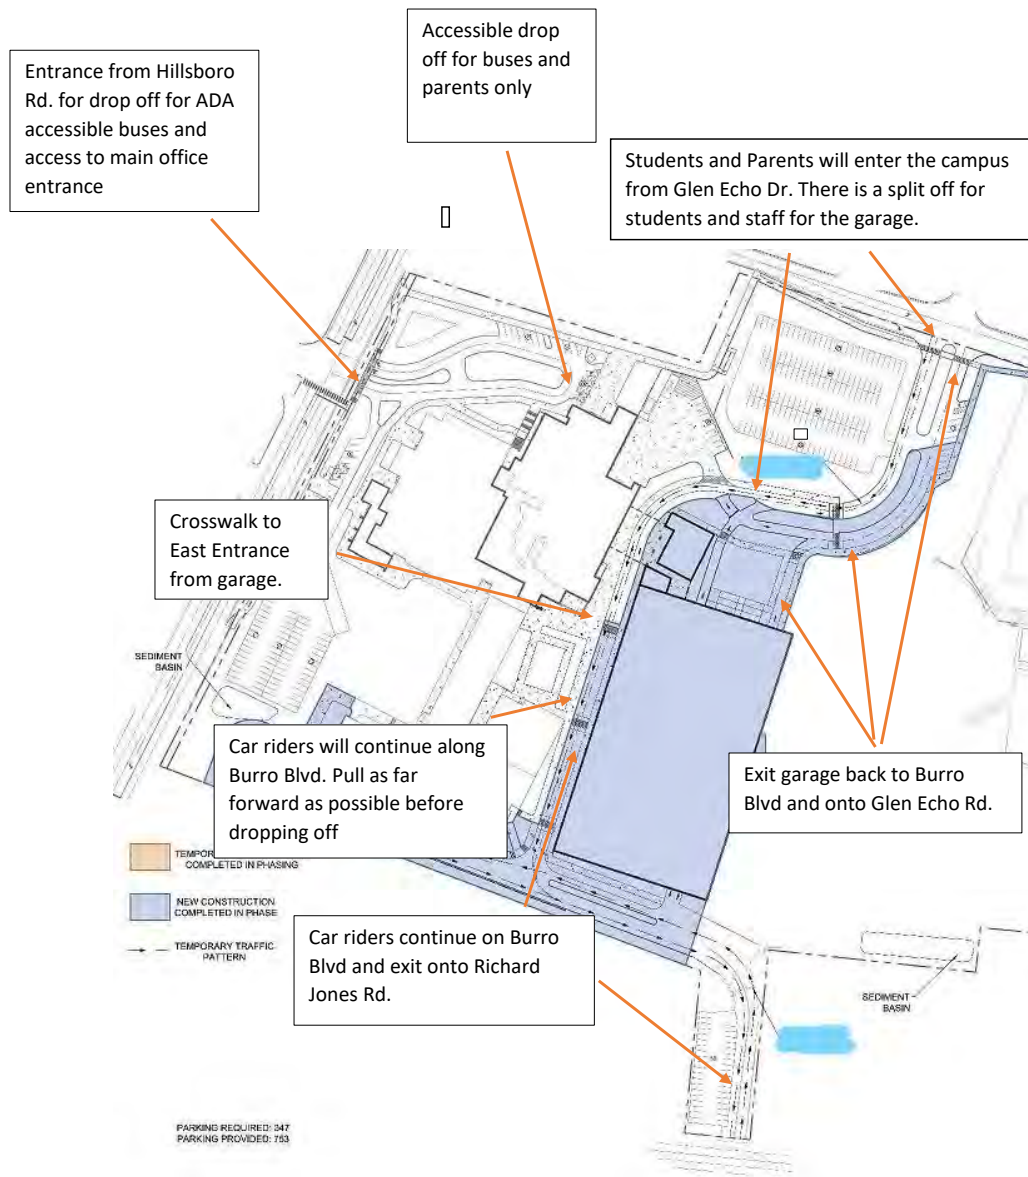 Accessible drop
off for buses and
parents only
Entrance from Hillsboro
Rd. for drop off for ADA
accessible buses and
access to main office
entrance
Students and Parents will enter the campus
from Glen Echo Dr. There is a split off for
students and staff for the garage.
Crosswalk to
East Entrance
from garage.
SEDIMENT
BASIN
Car riders will continue along
Burro Blvd. Pull as far
forward as possible before
dropping off
Exit garage back to Burro
Blvd and onto Glen Echo Rd.
COMPLETED IN PHASING
NEW CONSTRUCTION
COMPLETED IN PHASE
TEMPORARY TRAFFIC
PATTERN
Car riders continue on Burro
Blvd and exit onto Richard
Jones Rd.
SEDIMENT
BASIN
PARKING REQUIRED: 347
PARKING PROVIDED: 753